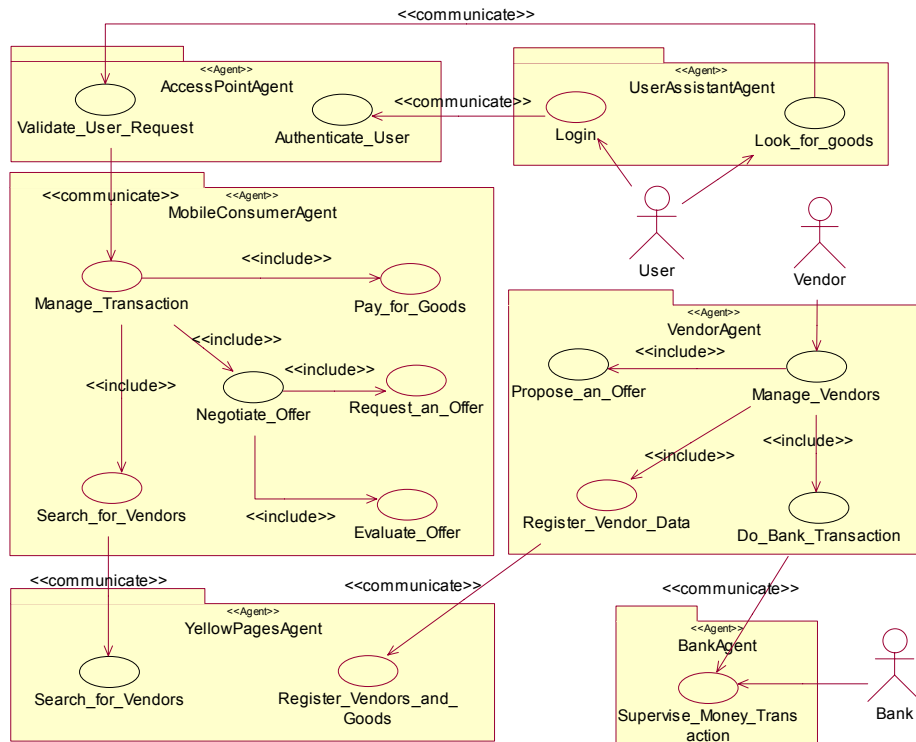 <<communicate>>
<<Agent>>
AccessPointAgent
<<Agent>>
UserAssistantAgent
<<communicate>>
Validate_User_Request
Authenticate_User
Login
Look_for_goods
<<communicate>>
<<Agent>>
MobileConsumerAgent
User
Vendor
<<include>>
Manage_Transaction
Pay_for_Goods
<<include>>
<<include>>
<<include>>
Negotiate_Offer
Request_an_Offer
Search_for_Vendors
<<include>>
Evaluate_Offer
<<Agent>>
VendorAgent
<<include>>
Propose_an_Offer
Manage_Vendors
<<include>>
<<include>>
Register_Vendor_Data
Do_Bank_Transaction
<<communicate>>
<<communicate>>
<<communicate>>
<<Agent>>
YellowPagesAgent
Search_for_Vendors
Register_Vendors_and_
Goods
<<Agent>>
BankAgent
Supervise_Money_Trans
action
Bank